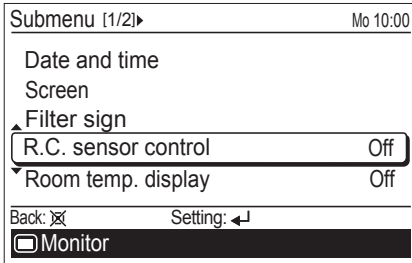 Submenu [1/2]▸ Mo 10:00
Date and time
Screen
Filter sign
R.C. sensor control Off
Room temp. display Off
Back: Setting:
Monitor